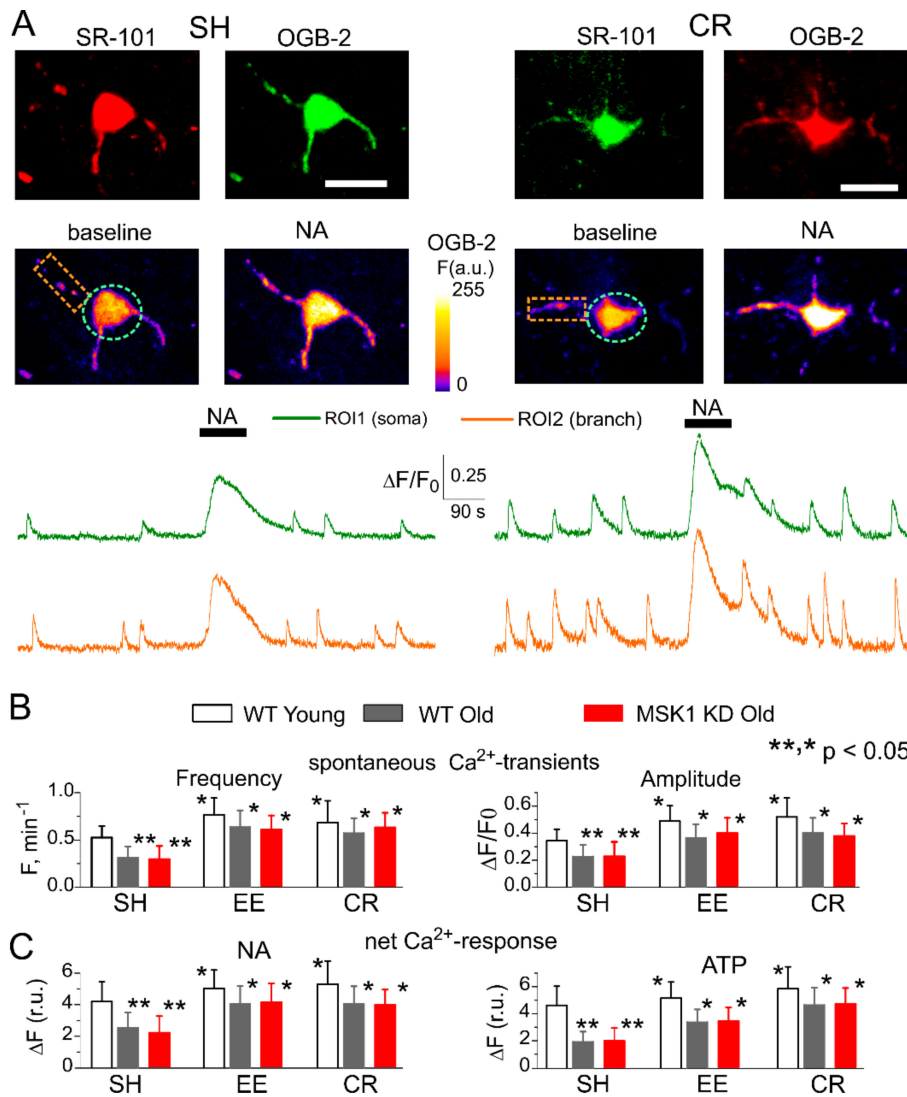 A SH CR
SR-101 OGB-2 SR-101 OGB-2
baseline NA OGB-2 baseline NA
F(a.u.)
255
0
NA ROI1 (soma) ROI2 (branch) NA
ΔF/F0 0.25
90 s
B WT Young WT Old MSK1 KD Old
**,* p < 0.05
spontaneous Ca²⁺-transients
Frequency Amplitude
F, min⁻¹ 1.0 0.5 0.0
* * * * * * ** **
SH EE CR
ΔF/F0 0.6 0.4 0.2 0.0
* * * * * * ** **
SH EE CR
C net Ca²⁺-response
NA ATP
ΔF (r.u.) 6 4 2 0
* * * * * * ** **
SH EE CR
ΔF (r.u.) 6 4 2 0
* * * * * * ** **
SH EE CR